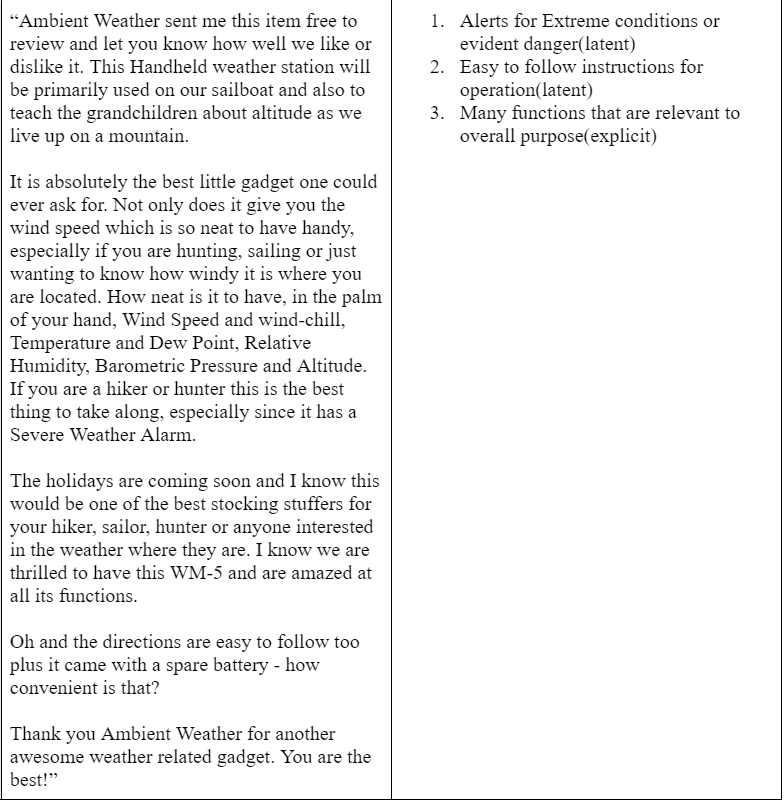 “Ambient Weather sent me this item free to
review and let you know how well we like or
dislike it. This Handheld weather station will
be primarily used on our sailboat and also to
teach the grandchildren about altitude as we
live up on a mountain.
It is absolutely the best little gadget one could
ever ask for. Not only does it give you the
wind speed which is so neat to have handy,
especially if you are hunting, sailing or just
wanting to know how windy it is where you
are located. How neat is it to have, in the palm
of your hand, Wind Speed and wind-chill,
Temperature and Dew Point, Relative
Humidity, Barometric Pressure and Altitude.
If you are a hiker or hunter this is the best
thing to take along, especially since it has a
Severe Weather Alarm.
The holidays are coming soon and I know this
would be one of the best stocking stuffers for
your hiker, sailor, hunter or anyone interested
in the weather where they are. I know we are
thrilled to have this WM-5 and are amazed at
all its functions.
Oh and the directions are easy to follow too
plus it came with a spare battery - how
convenient is that?
Thank you Ambient Weather for another
awesome weather related gadget. You are the
best!”
1. Alerts for Extreme conditions or
evident danger(latent)
2. Easy to follow instructions for
operation(latent)
3. Many functions that are relevant to
overall purpose(explicit)